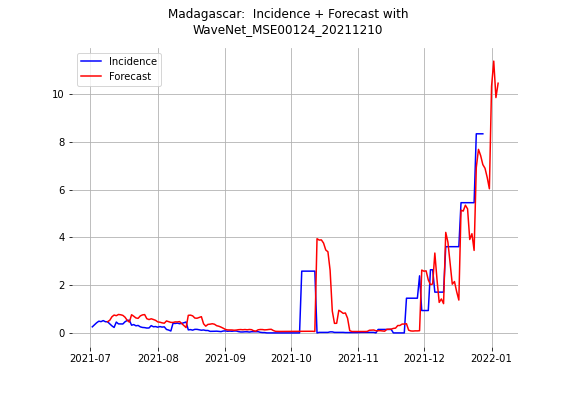 Madagascar:  Incidence + Forecast with
WaveNet_MSE00124_20211210
Incidence
Forecast
10
8
6
4
2
0
2021-07 2021-08 2021-09 2021-10 2021-11 2021-12 2022-01